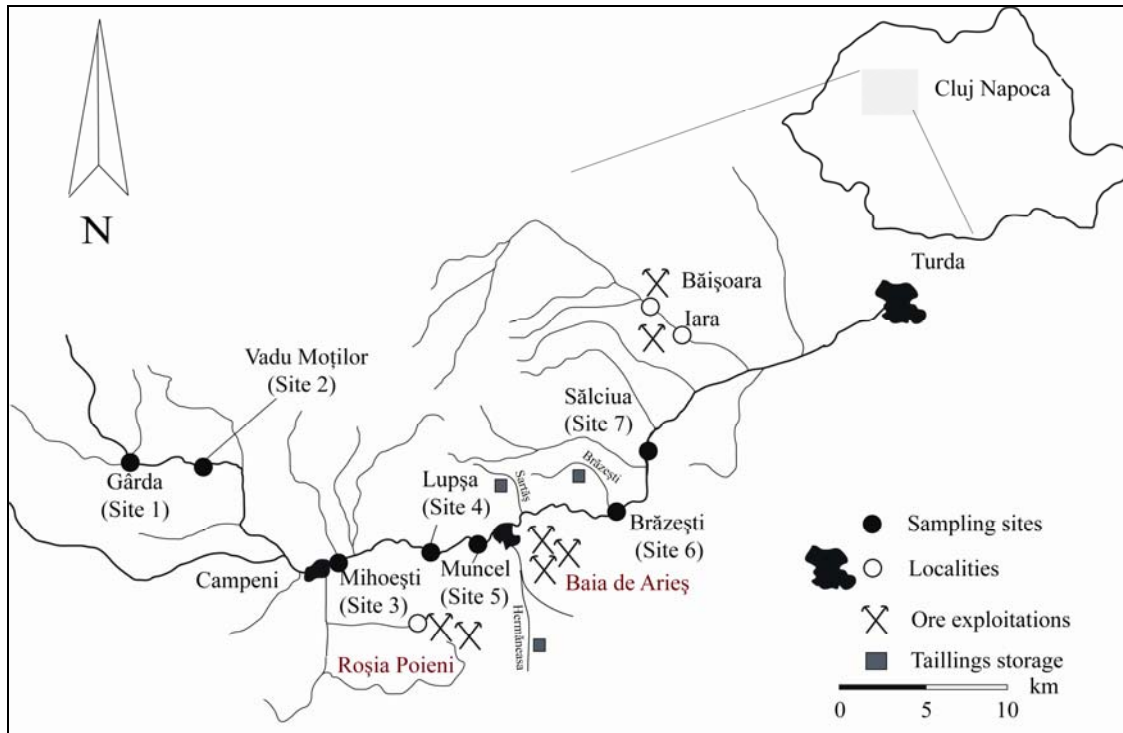 Cluj Napoca
N
Turda
Băişoara
Iara
Vadu Moților
(Site 2)
Sălciua
(Site 7)
Gârda
(Site 1)
Lupşa
(Site 4)
Sartăş
Brăzeşti
Brăzeşti
(Site 6)
Campeni
Mihoeşti
(Site 3)
Muncel
(Site 5)
Baia de Arieş
Hermăneasa
Roşia Poieni
Sampling sites
Localities
Ore exploitations
Taillings storage
km
0 5 10